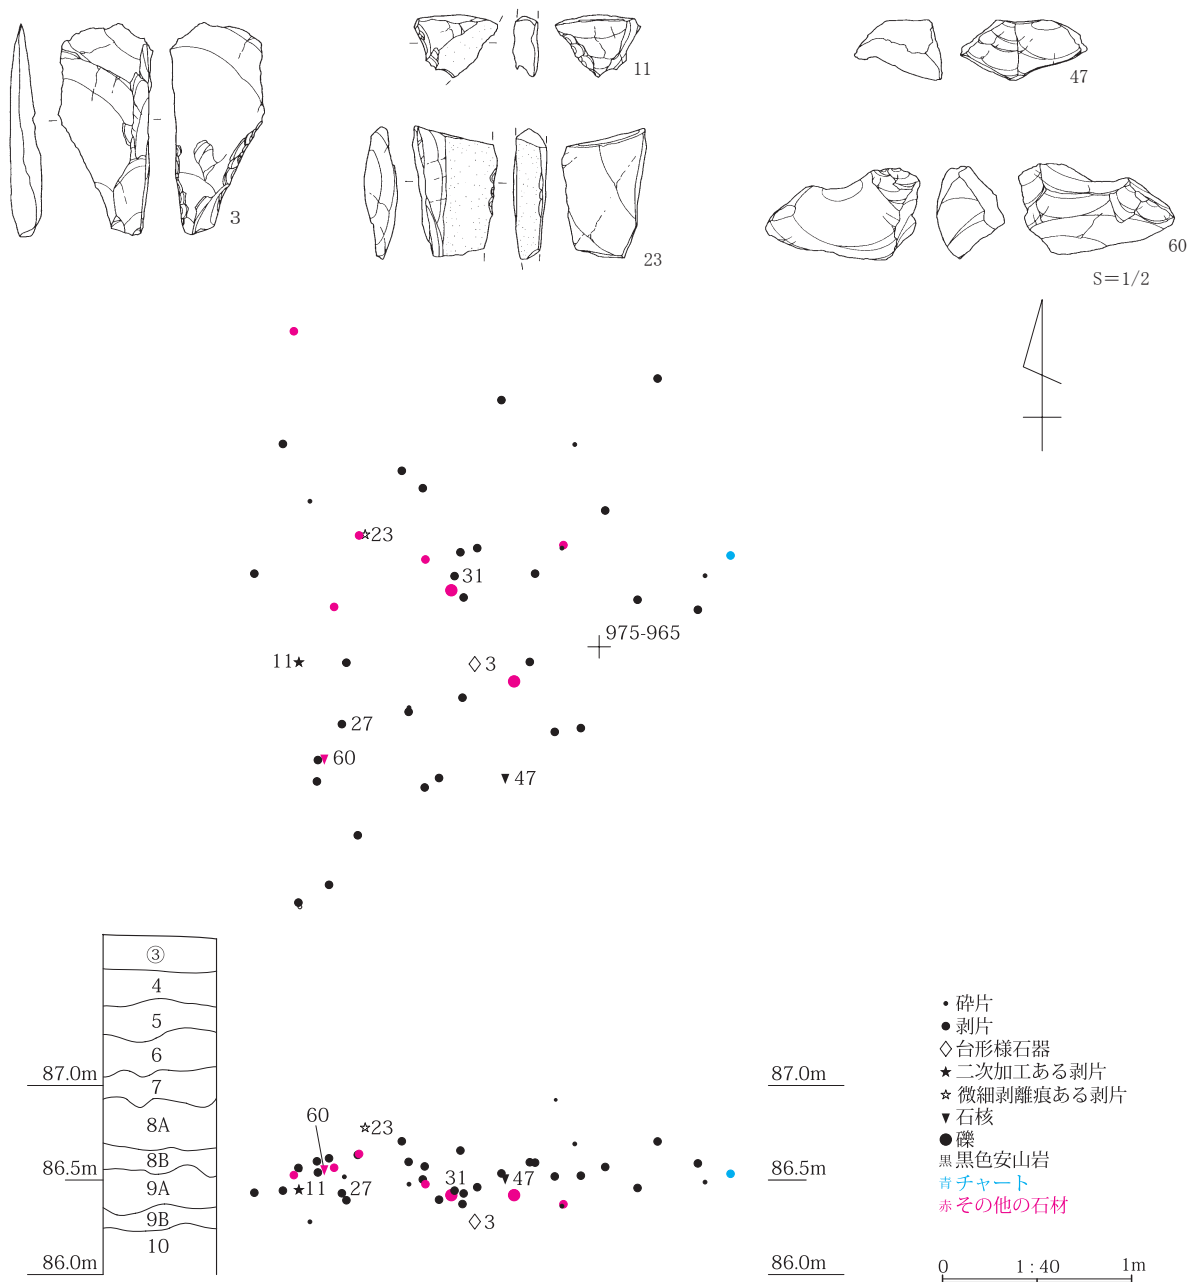 11
47
3
23
60
S=1/2
23
31
975-965
11
3
27
60
47
③
4
5
6
7
8A
8B
9A
9B
10
87.0m
86.5m
86.0m
60
23
11
27
31
47
3
87.0m
86.5m
86.0m
砕片
剥片
台形様石器
二次加工ある剥片
微細剥離痕ある剥片
石核
礫
黒 黒色安山岩
青 チャート
赤 その他の石材
0 1:40 1m